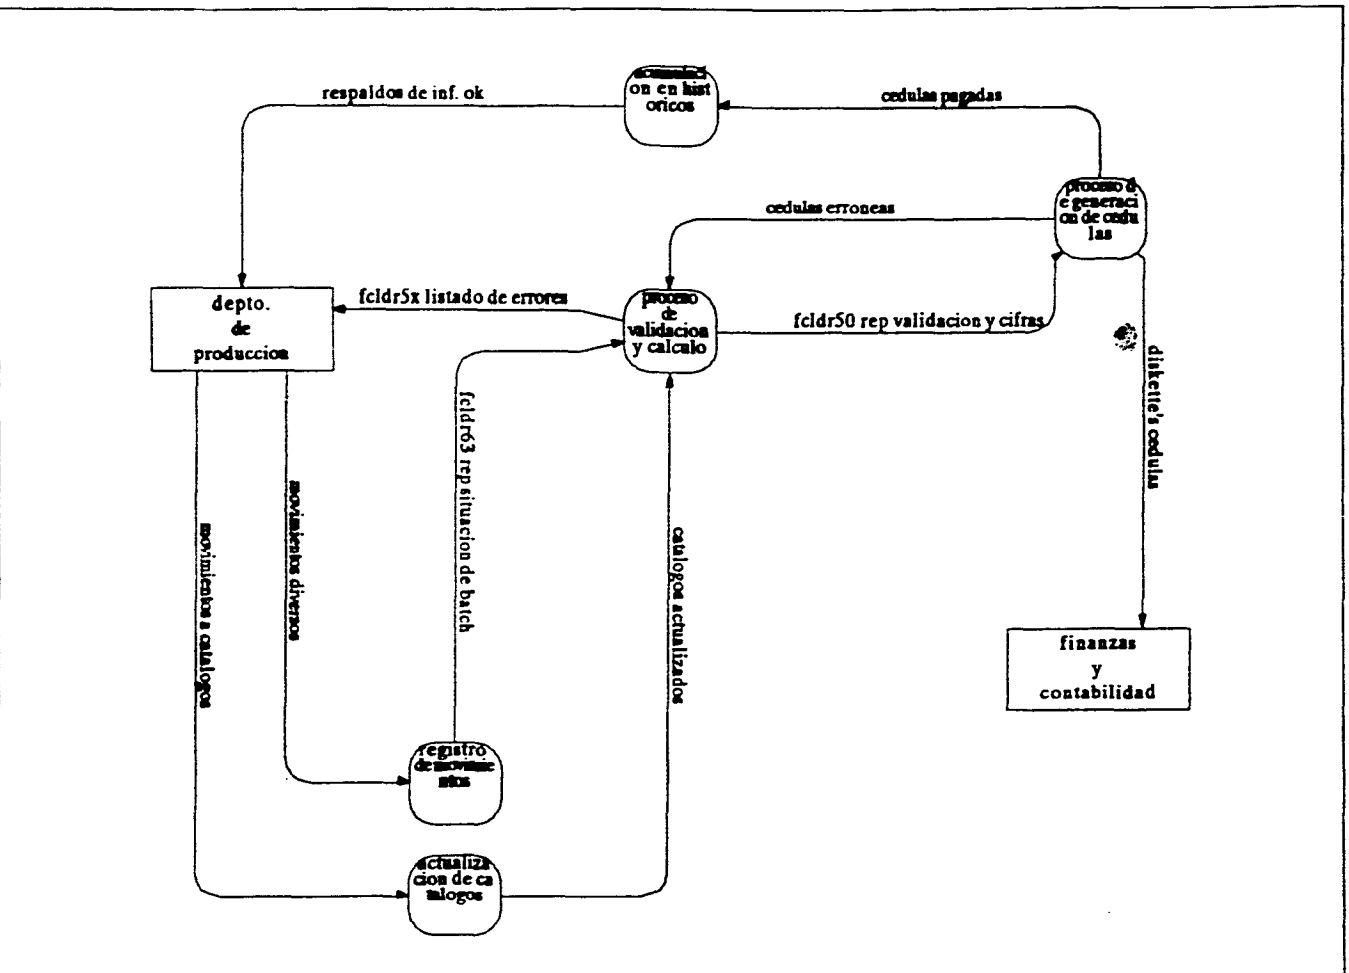 acumulaci
on en hist
oricos
respaldos de inf. ok
cedulas pagadas
proceso d
e generaci
on de cedu
las
cedulas erroneas
depto.
de
produccion
fcldr5x listado de errores
proceso
de
validacion
y calculo
fcldr50 rep validacion y cifras
diskette's cedulas
fcldr63 rep situacion de batch
movimientos diversos
movimientos a catalogos
catalogos actualizados
finanzas
y
contabilidad
registro
de movimie
ntos
actualiza
cion de ca
talogos